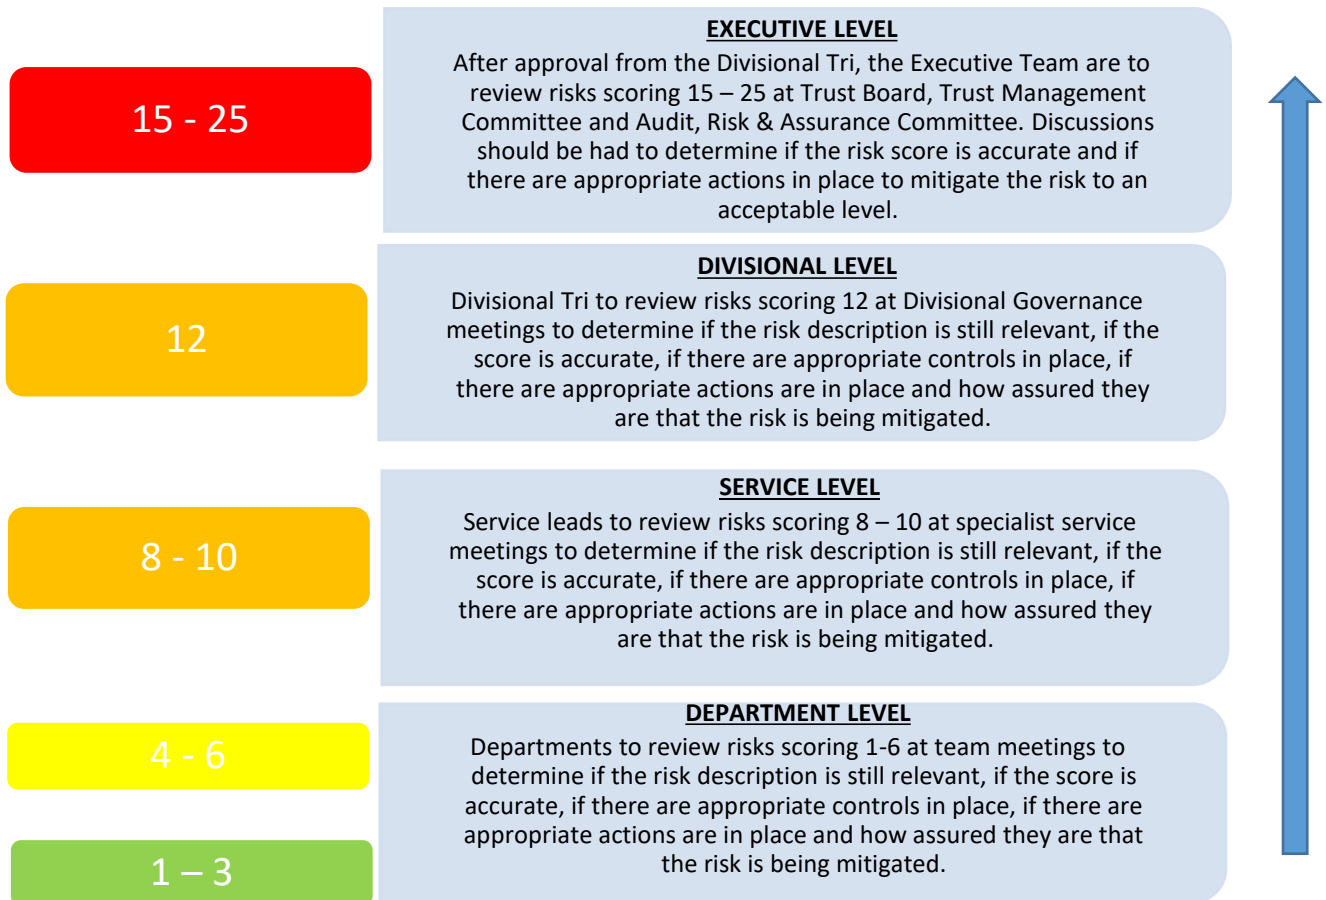 15 - 25
EXECUTIVE LEVEL
After approval from the Divisional Tri, the Executive Team are to
review risks scoring 15 – 25 at Trust Board, Trust Management
Committee and Audit, Risk & Assurance Committee. Discussions
should be had to determine if the risk score is accurate and if
there are appropriate actions in place to mitigate the risk to an
acceptable level.
12
DIVISIONAL LEVEL
Divisional Tri to review risks scoring 12 at Divisional Governance
meetings to determine if the risk description is still relevant, if the
score is accurate, if there are appropriate controls in place, if
there are appropriate actions are in place and how assured they
are that the risk is being mitigated.
8 - 10
SERVICE LEVEL
Service leads to review risks scoring 8 – 10 at specialist service
meetings to determine if the risk description is still relevant, if the
score is accurate, if there are appropriate controls in place, if
there are appropriate actions are in place and how assured they
are that the risk is being mitigated.
4 - 6
1 – 3
DEPARTMENT LEVEL
Departments to review risks scoring 1-6 at team meetings to
determine if the risk description is still relevant, if the score is
accurate, if there are appropriate controls in place, if there are
appropriate actions are in place and how assured they are that
the risk is being mitigated.